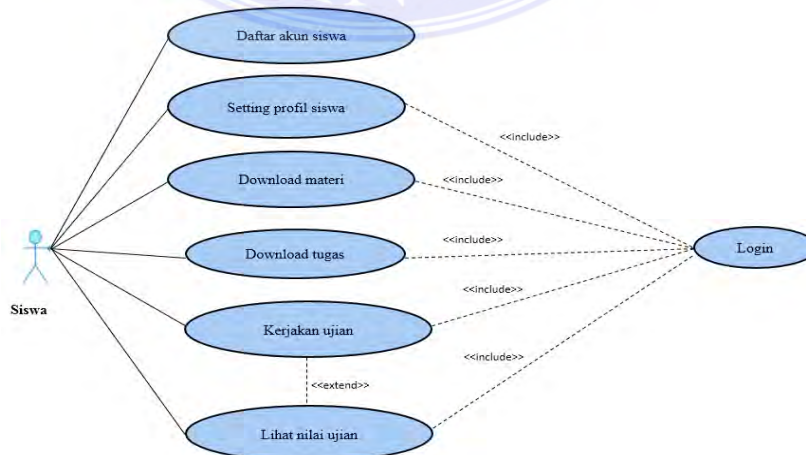 Daftar akun siswa
Setting profil siswa
<<include>>
Download materi
<<include>>
Download tugas
<<include>>
Login
Siswa
<<include>>
Kerjakan ujian
<<include>>
<<extend>>
Lihat nilai ujian